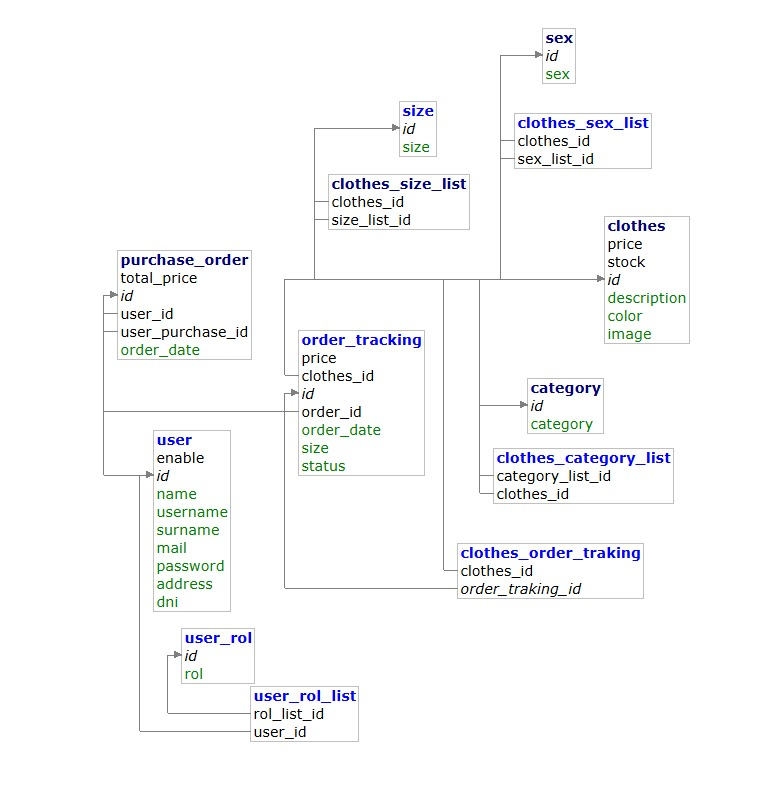 sex
id
sex
size
id
size
clothes_sex_list
clothes_id
sex_list_id
clothes_size_list
clothes_id
size_list_id
clothes
price
stock
id
description
color
image
purchase_order
total_price
id
user_id
user_purchase_id
order_date
order_tracking
price
clothes_id
id
order_id
order_date
size
status
category
id
category
user
enable
id
name
username
surname
mail
password
address
dni
clothes_category_list
category_list_id
clothes_id
clothes_order_traking
clothes_id
order_traking_id
user_rol
id
rol
user_rol_list
rol_list_id
user_id